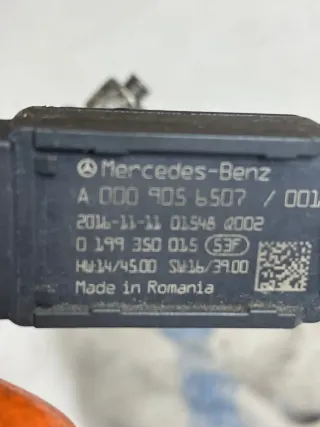 Mercedes-Benz
A 000 905 6507 / 001
2016-11-11 01548 Q002
0 199 350 015 53F
HW:14/45.00 SW:16/39.00
Made in Romania